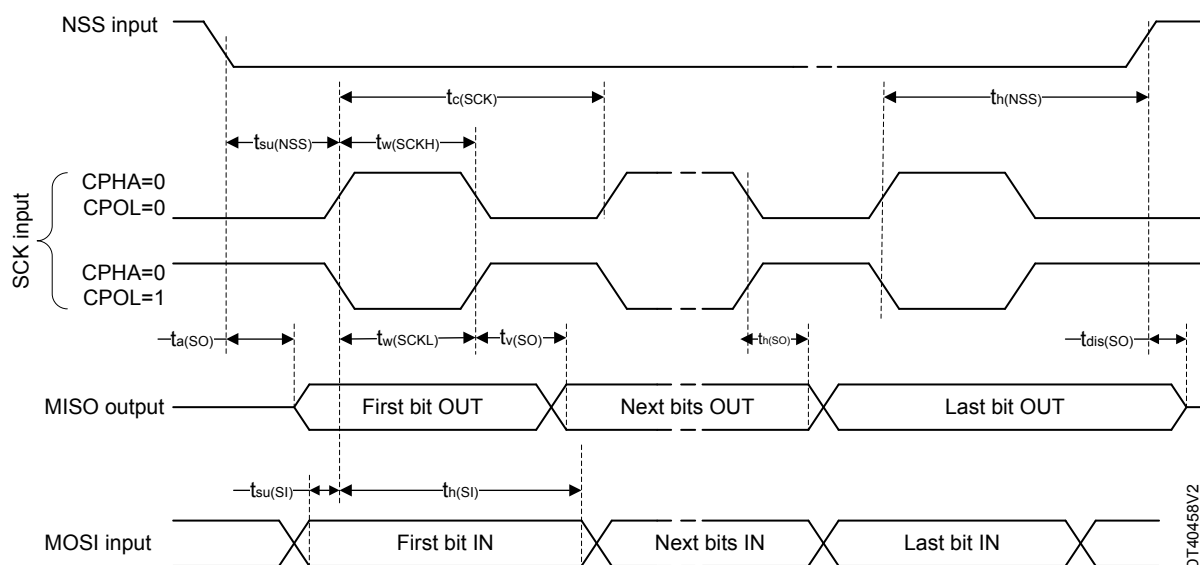 NSS input
tc(SCK)
th(NSS)
tsu(NSS)
tw(SCKH)
SCK input
CPHA=0
CPOL=0
CPHA=0
CPOL=1
ta(SO)
tw(SCKL)
tv(SO)
th(SO)
tdis(SO)
MISO output
First bit OUT
Next bits OUT
Last bit OUT
tsu(SI)
th(SI)
MOSI input
First bit IN
Next bits IN
Last bit IN
DT40458V2